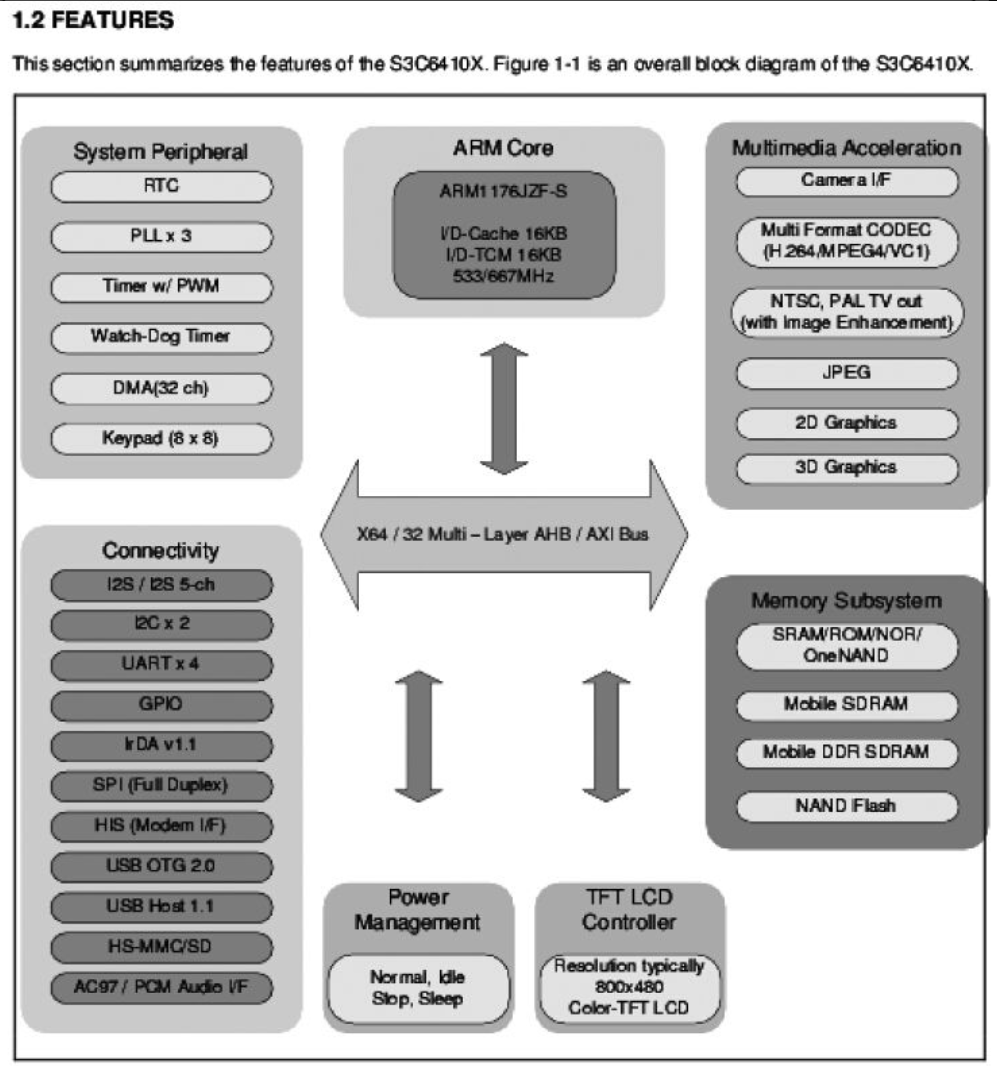 1.2 FEATURES
This section summarizes the features of the S3C6410X. Figure 1-1 is an overall block diagram of the S3C6410X.
System Peripheral
RTC
PLL x 3
Timer w/ PWM
Watch-Dog Timer
DMA(32 ch)
Keypad (8 x 8)
ARM Core
ARM1176JZF-S
I/D-Cache 16KB
I/D-TCM 16KB
533/667MHz
Multimedia Acceleration
Camera I/F
Multi Format CODEC
(H.264/MPEG4/VC1)
NTSC, PAL TV out
(with Image Enhancement)
JPEG
2D Graphics
3D Graphics
X64 / 32 Multi – Layer AHB / AXI Bus
Connectivity
I2S / I2S 5-ch
I2C x 2
UART x 4
GPIO
IrDA v1.1
SPI (Full Duplex)
HIS (Modem I/F)
USB OTG 2.0
USB Host 1.1
HS-MMC/SD
AC97 / PCM Audio I/F
Memory Subsystem
SRAM/ROM/NOR/
OneNAND
Mobile SDRAM
Mobile DDR SDRAM
NAND Flash
Power
Management
Normal, Idle
Stop, Sleep
TFT LCD
Controller
Resolution typically
800x480
Color-TFT LCD